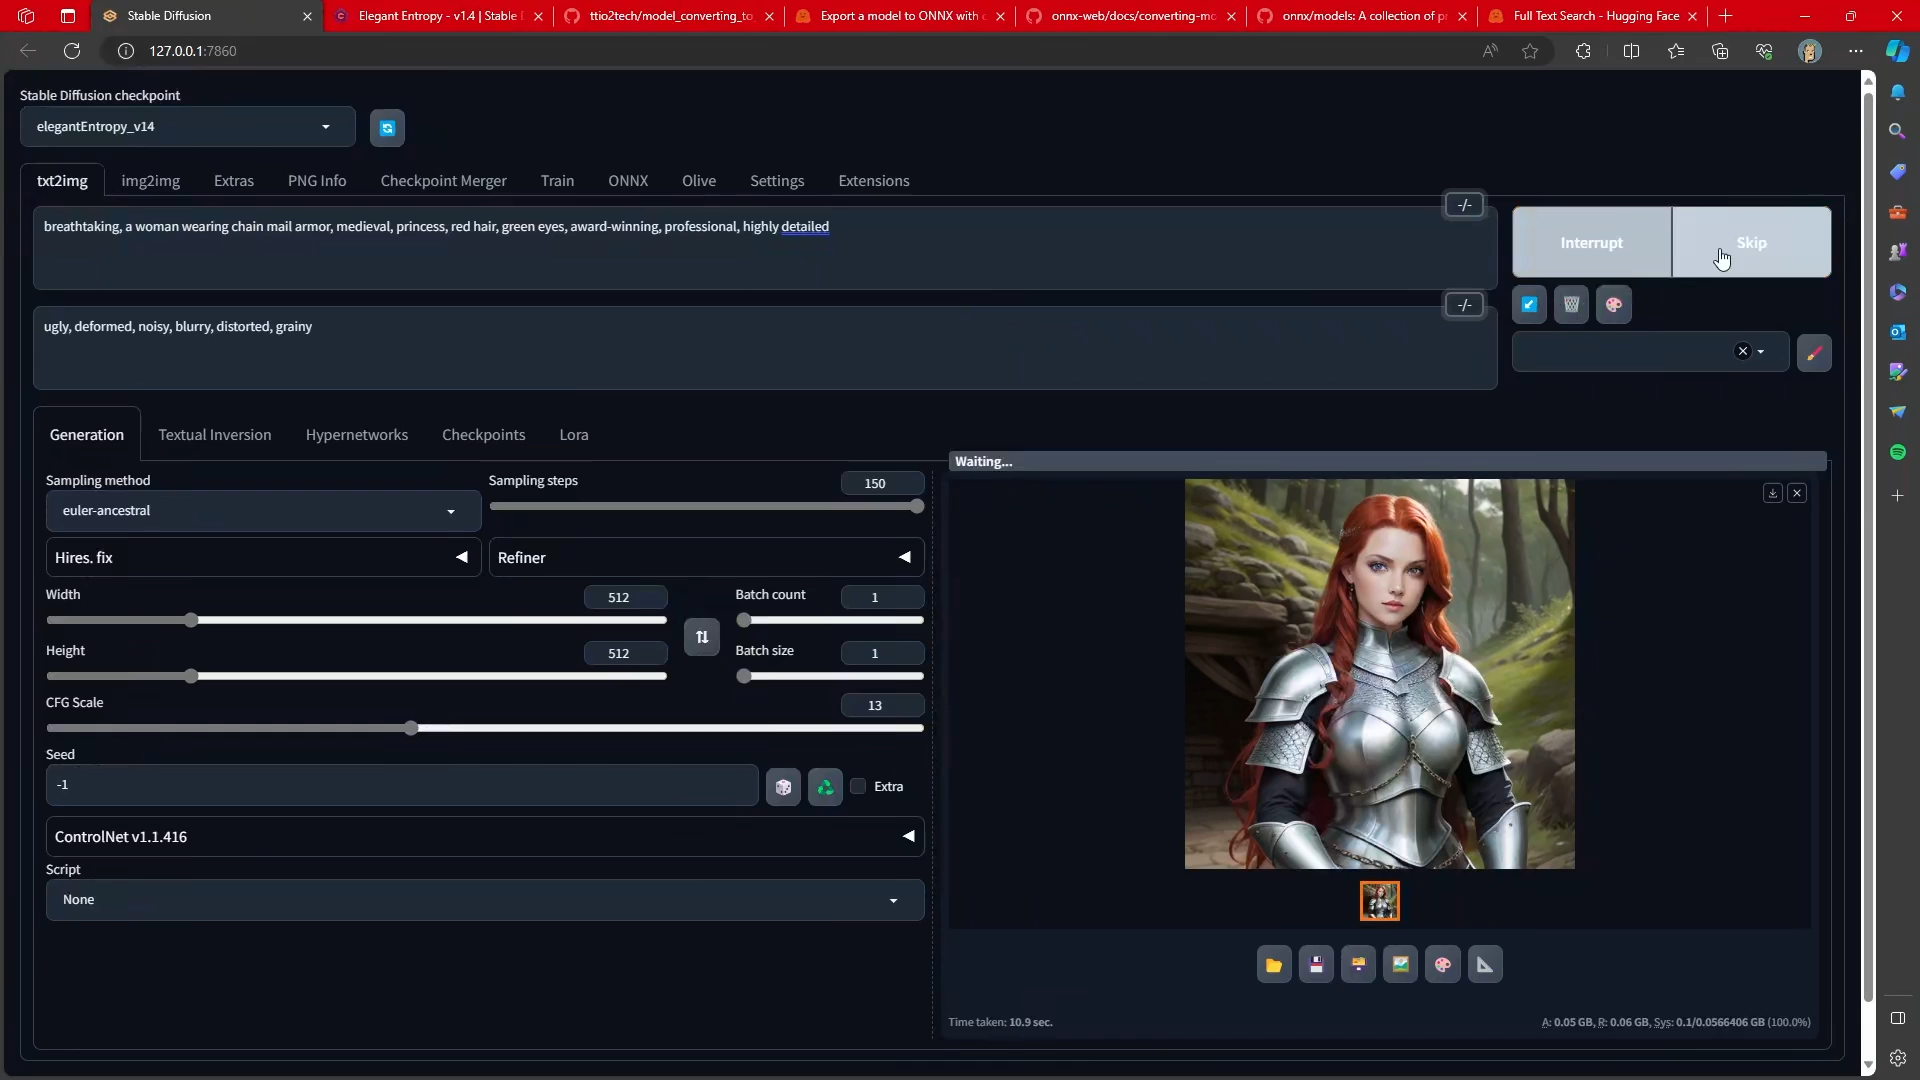 Stable Diffusion
Elegant Entropy - v1.4 | Stable
ttio2tech/model_converting_to
Export a model to ONNX with
onnx-web/docs/converting-mo
onnx/models: A collection of
Full Text Search - Hugging Face
127.0.0.1:7860
Stable Diffusion checkpoint
elegantEntropy_v14
txt2img
img2img
Extras
PNG Info
Checkpoint Merger
Train
ONNX
Olive
Settings
Extensions
-/-
breathtaking, a woman wearing chain mail armor, medieval, princess, red hair, green eyes, award-winning, professional, highly detailed
Interrupt
Skip
-/-
ugly, deformed, noisy, blurry, distorted, grainy
Generation
Textual Inversion
Hypernetworks
Checkpoints
Lora
Waiting...
Sampling method
euler-ancestral
Sampling steps
150
Hires. fix
Refiner
Width
512
Batch count
1
Height
512
Batch size
1
CFG Scale
13
Seed
-1
Extra
ControlNet v1.1.416
Script
None
Time taken: 10.9 sec.
A: 0.05 GB, R: 0.06 GB, Sys: 0.1/0.0566406 GB (100.0%)